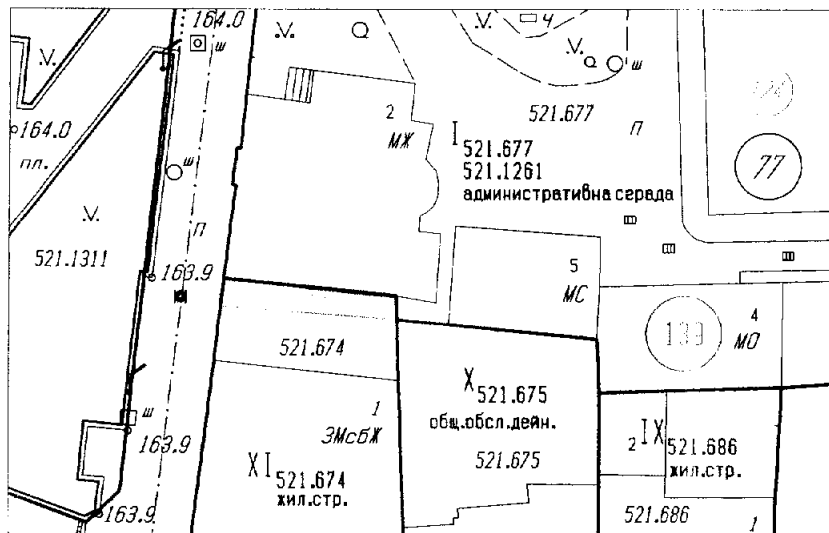 164.0
ш
V.
Q
V.
Ч
V.
Q
ш
V.
164.0
пл.
ш
2
МЖ
521.677
П
I
521.677
521.1261
административна сграда
77
V.
521.1311
П
163.9
5
МС
4
МО
133
521.674
X
521.675
общ.обсл.дейн.
521.675
1
3МсбЖ
ш
163.9
XI
521.674
жил.стр.
2
IX
521.686
жил.стр.
521.686
1
163.9